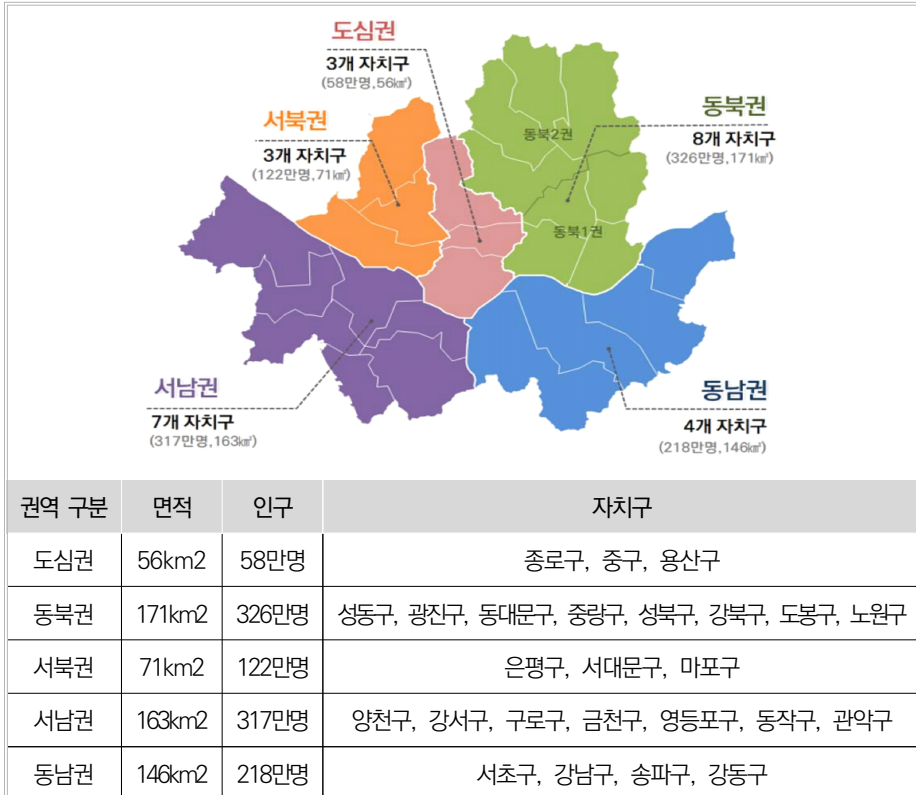 도심권
3개 자치구
(58만명,56㎢)
서북권
3개 자치구
(122만명,71㎢)
동북권
8개 자치구
(326만명,171㎢)
동북2권
동북1권
서남권
7개 자치구
(317만명,163㎢)
동남권
4개 자치구
(218만명,146㎢)
권역 구분 면적 인구 자치구
도심권 56km2 58만명 종로구, 중구, 용산구
동북권 171km2 326만명 성동구, 광진구, 동대문구, 중랑구, 성북구, 강북구, 도봉구, 노원구
서북권 71km2 122만명 은평구, 서대문구, 마포구
서남권 163km2 317만명 양천구, 강서구, 구로구, 금천구, 영등포구, 동작구, 관악구
동남권 146km2 218만명 서초구, 강남구, 송파구, 강동구